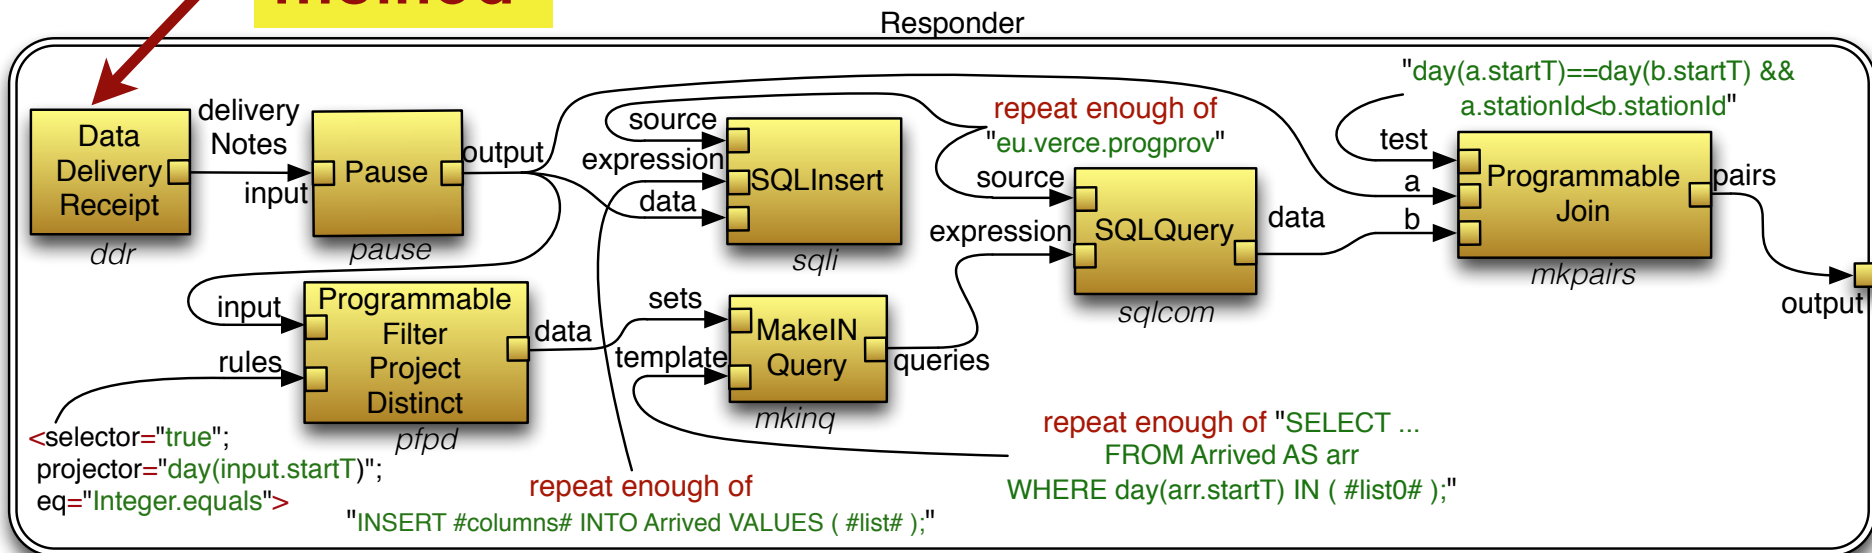 method
Responder
Data
Delivery
Receipt
ddr
delivery
Notes
input
Pause
pause
output
source
expression
data
SQLInsert
sqli
repeat enough of
"eu.verce.progprov"
source
expression
SQLQuery
sqlcom
data
"day(a.startT)==day(b.startT) &&
a.stationId<b.stationId"
test
a
b
Programmable
Join
mkpairs
pairs
output
input
rules
Programmable
Filter
Project
Distinct
pfpd
data
sets
template
MakeIN
Query
mkinq
queries
<selector="true";
projector="day(input.startT)";
eq="Integer.equals">
repeat enough of
"INSERT #columns# INTO Arrived VALUES ( #list# );"
repeat enough of "SELECT ...
FROM Arrived AS arr
WHERE day(arr.startT) IN ( #list0# );"